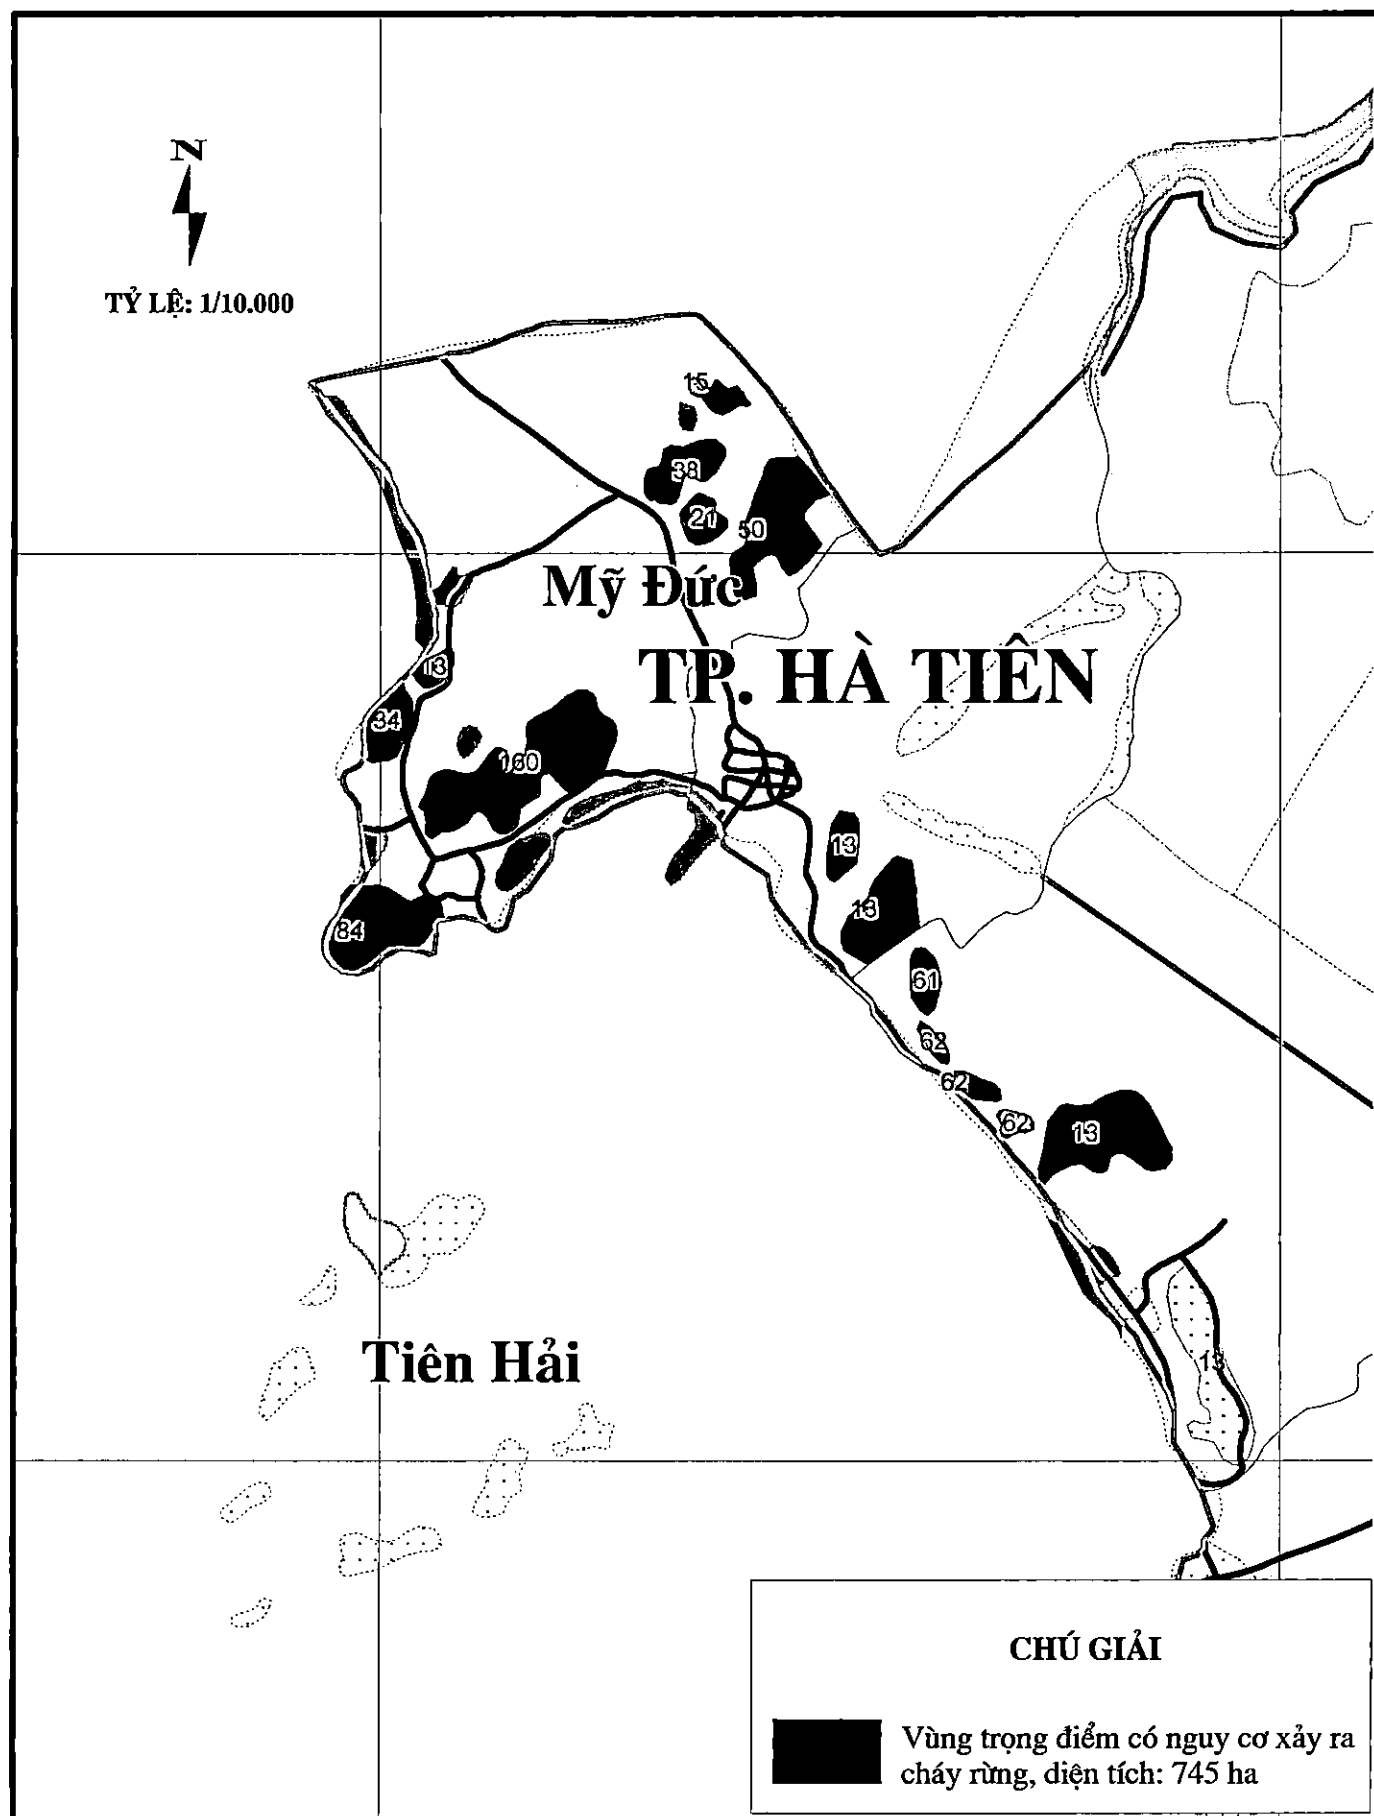 N
TỶ LỆ: 1/10.000
15
38
21
50
Mỹ Đức
TP. HÀ TIÊN
13
34
160
13
13
84
61
62
62
62
13
Tiên Hải
13
CHÚ GIẢI
Vùng trọng điểm có nguy cơ xảy ra
cháy rừng, diện tích: 745 ha